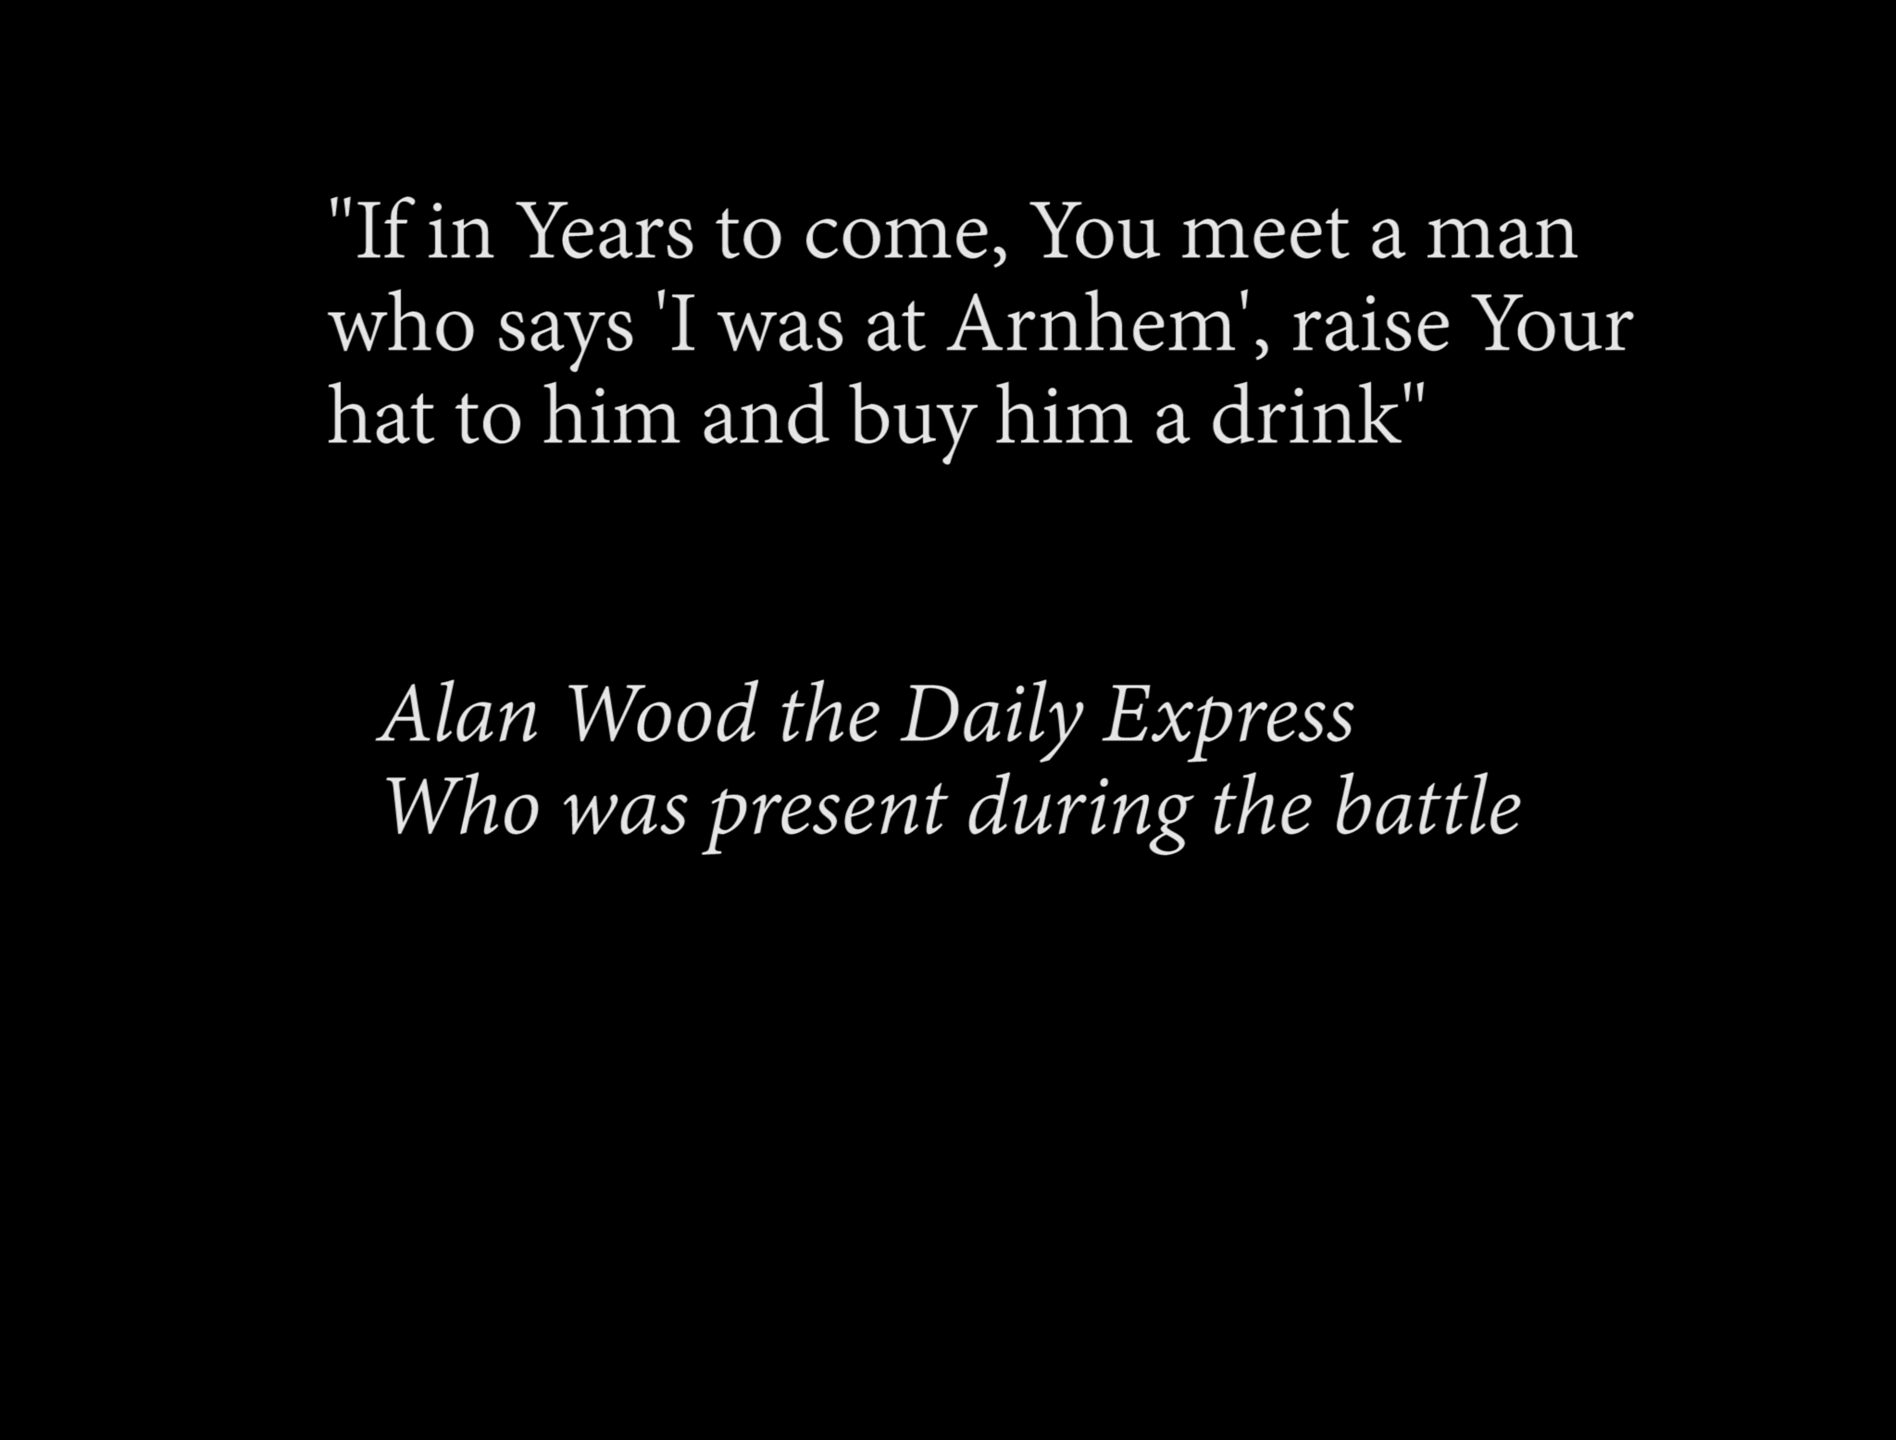 "If in Years to come, You meet a man
who says 'I was at Arnhem', raise Your
hat to him and buy him a drink"
Alan Wood the Daily Express
Who was present during the battle